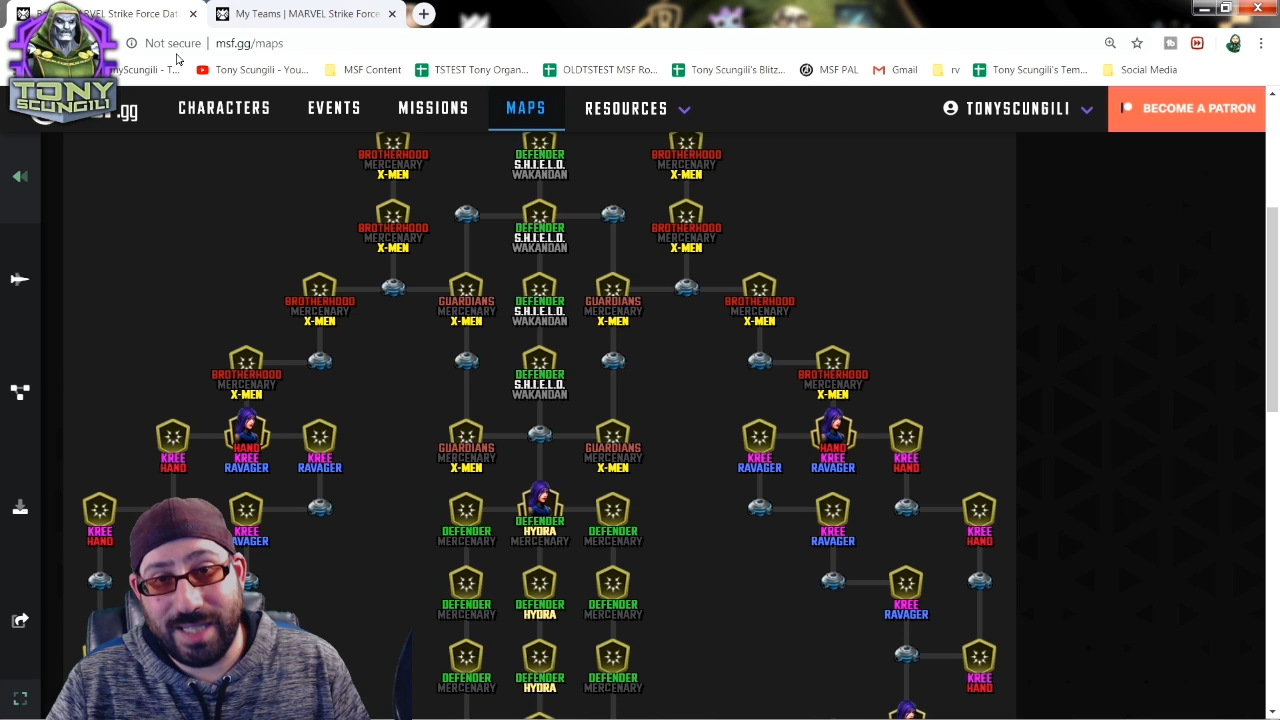 MARVEL Strike Force Dat
My Teams | MARVEL Strike Force
Not secure | msf.gg/maps
Scungili - T...
Tony Scungili - You...
MSF Content
TSTEST
MSF Ro...
Tony Scungili's
MSF PAL
Gmail
rv
Tony Scungili's Tem...
Social Media
TONY
SCUNGILI
.gg
CHARACTERS
EVENTS
MISSIONS
MAPS
RESOURCES
TONYSCUNGILI
BECOME A PATRON
BROTHERHOOD DEFENDER BROTHERHOOD
MERCENARY S.H.I.E.L.D. MERCENARY
X-MEN WAKANDAN X-MEN
BROTHERHOOD DEFENDER BROTHERHOOD
MERCENARY S.H.I.E.L.D. MERCENARY
X-MEN WAKANDAN X-MEN
BROTHERHOOD GUARDIANS DEFENDER GUARDIANS BROTHERHOOD
MERCENARY MERCENARY S.H.I.E.L.D. MERCENARY MERCENARY
X-MEN X-MEN WAKANDAN X-MEN X-MEN
BROTHERHOOD DEFENDER BROTHERHOOD
MERCENARY S.H.I.E.L.D. MERCENARY
X-MEN WAKANDAN X-MEN
HAND GUARDIANS GUARDIANS HAND
KREE KREE KREE MERCENARY MERCENARY KREE KREE KREE
HAND RAVAGER RAVAGER X-MEN X-MEN RAVAGER RAVAGER HAND
KREE KREE DEFENDER DEFENDER DEFENDER KREE KREE
HAND RAVAGER MERCENARY HYDRA MERCENARY RAVAGER HAND
MERCENARY
DEFENDER DEFENDER DEFENDER KREE
MERCENARY HYDRA MERCENARY RAVAGER
DEFENDER DEFENDER DEFENDER KREE
MERCENARY HYDRA MERCENARY HAND